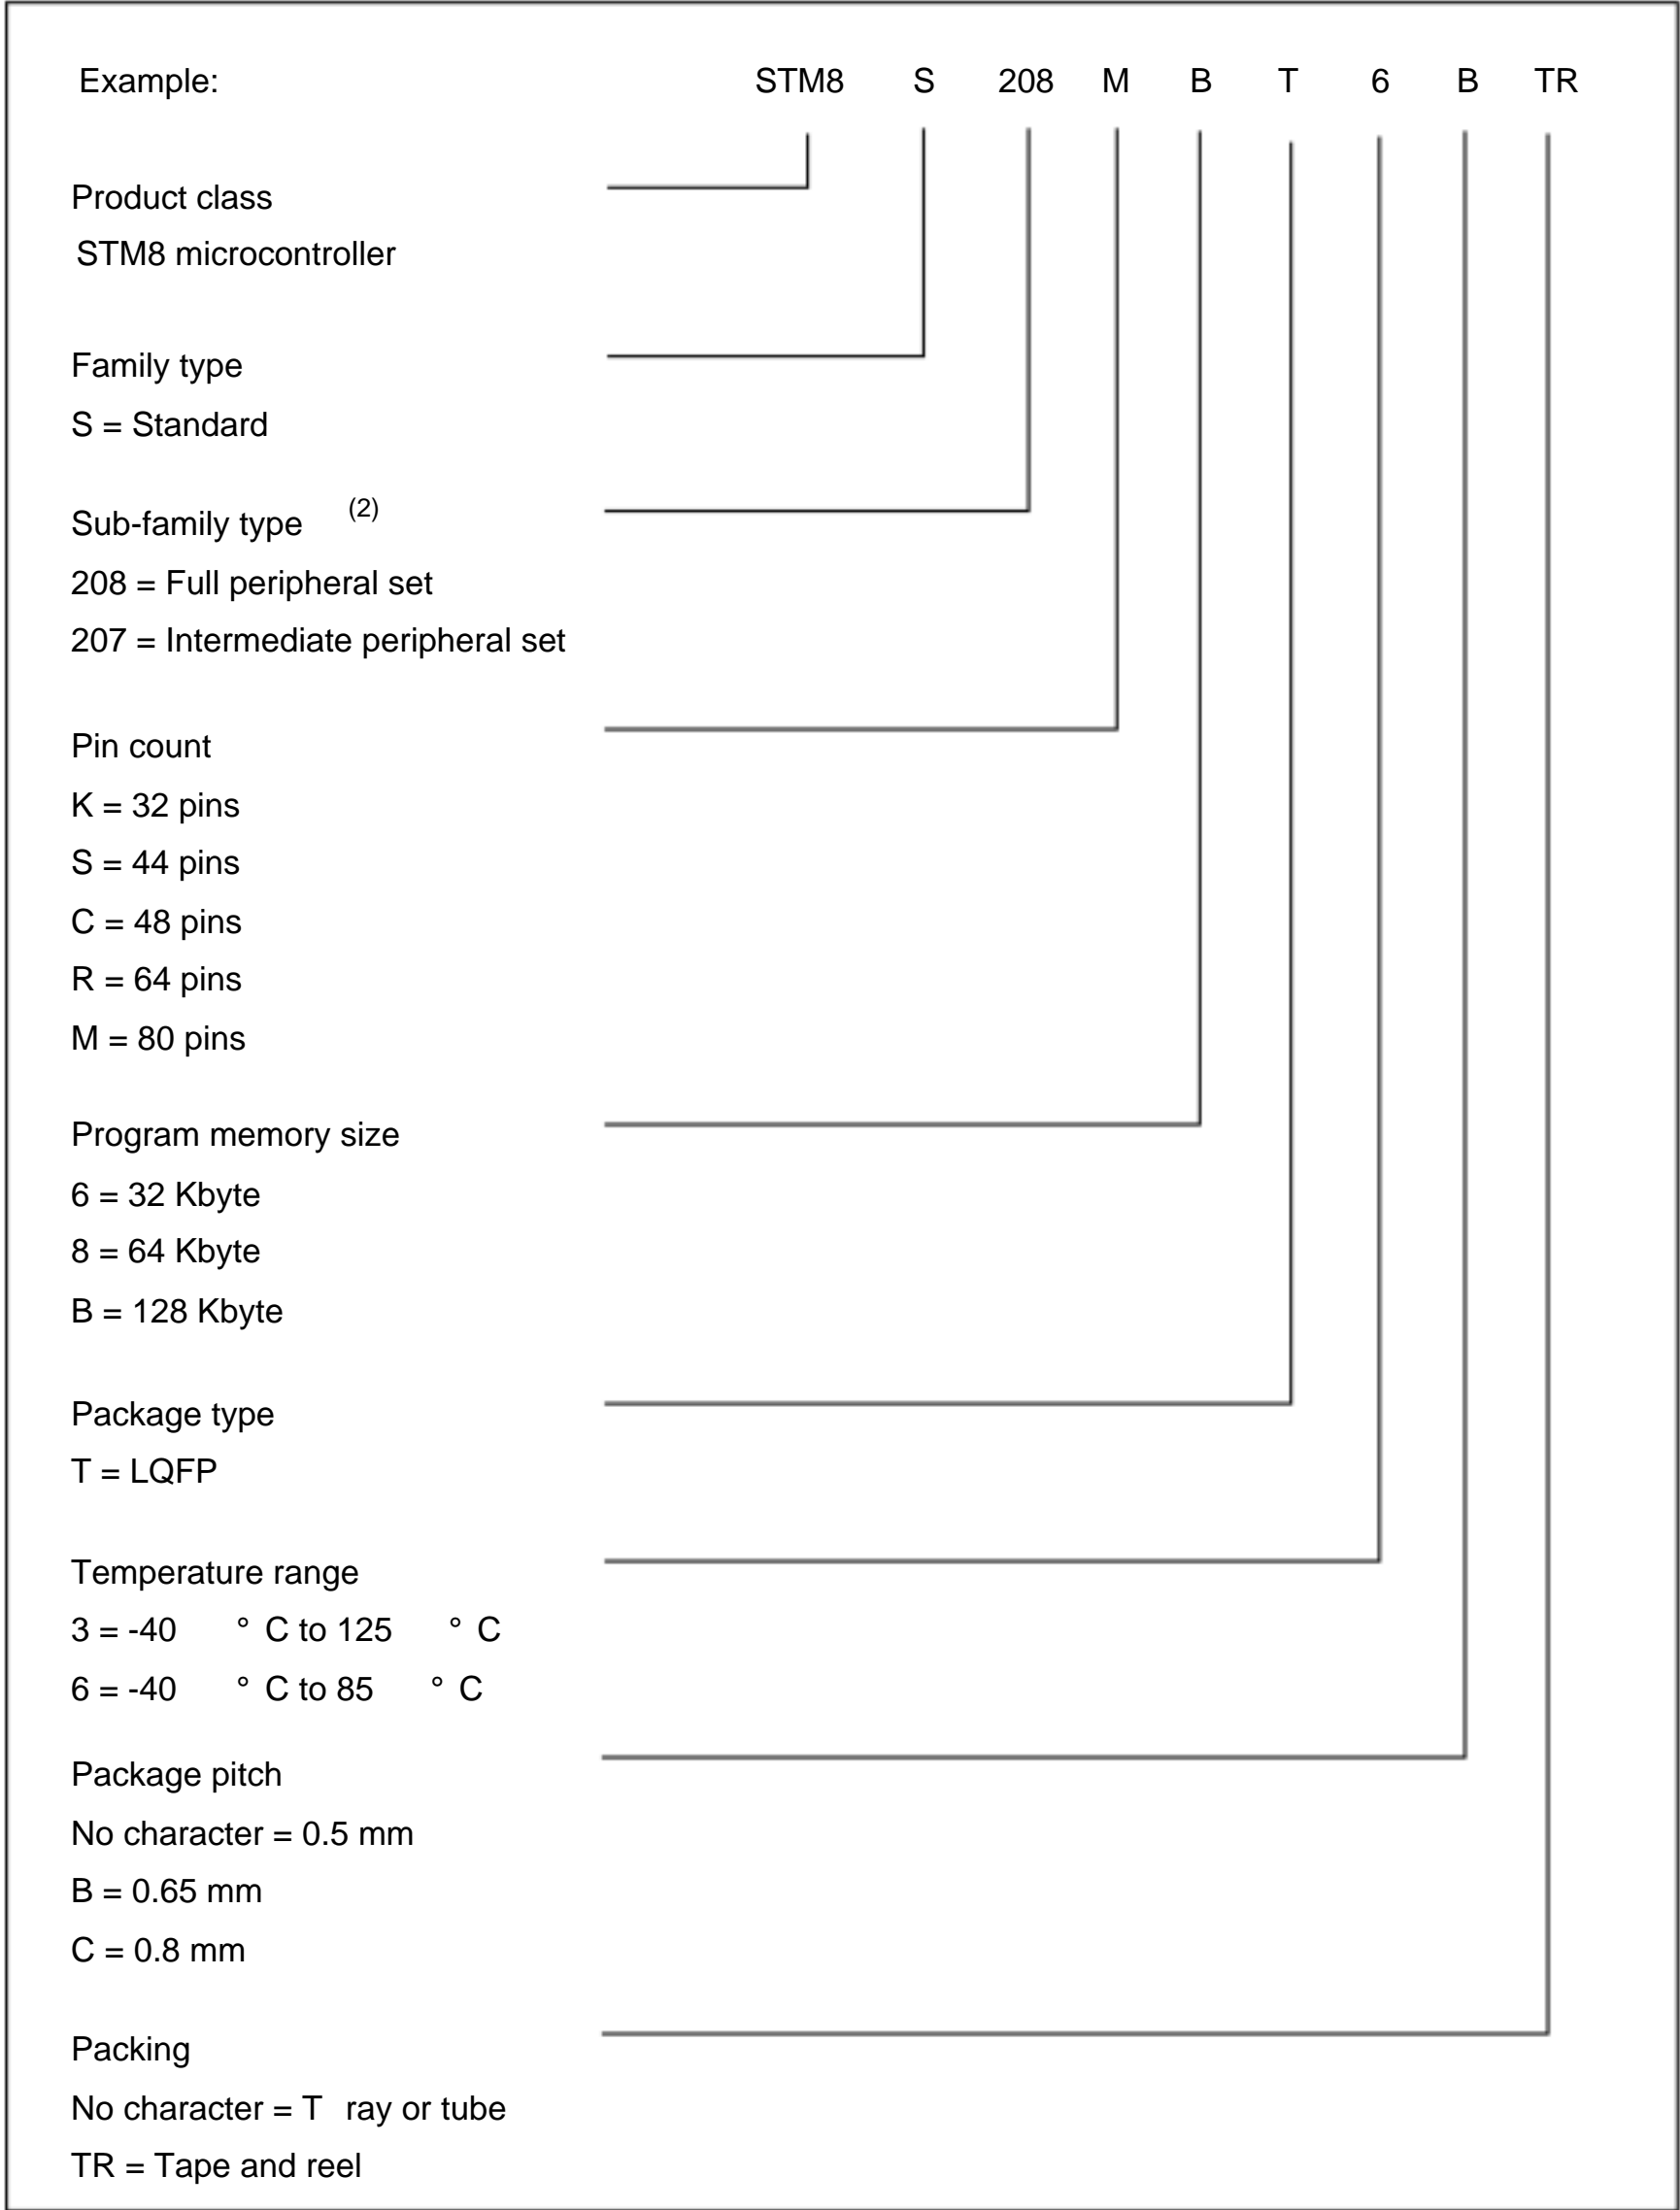 Example: STM8 S 208 M B T 6 B TR
Product class
STM8 microcontroller
Family type
S = Standard
Sub-family type (2)
208 = Full peripheral set
207 = Intermediate peripheral set
Pin count
K = 32 pins
S = 44 pins
C = 48 pins
R = 64 pins
M = 80 pins
Program memory size
6 = 32 Kbyte
8 = 64 Kbyte
B = 128 Kbyte
Package type
T = LQFP
Temperature range
3 = -40 ° C to 125 ° C
6 = -40 ° C to 85 ° C
Package pitch
No character = 0.5 mm
B = 0.65 mm
C = 0.8 mm
Packing
No character = T ray or tube
TR = Tape and reel